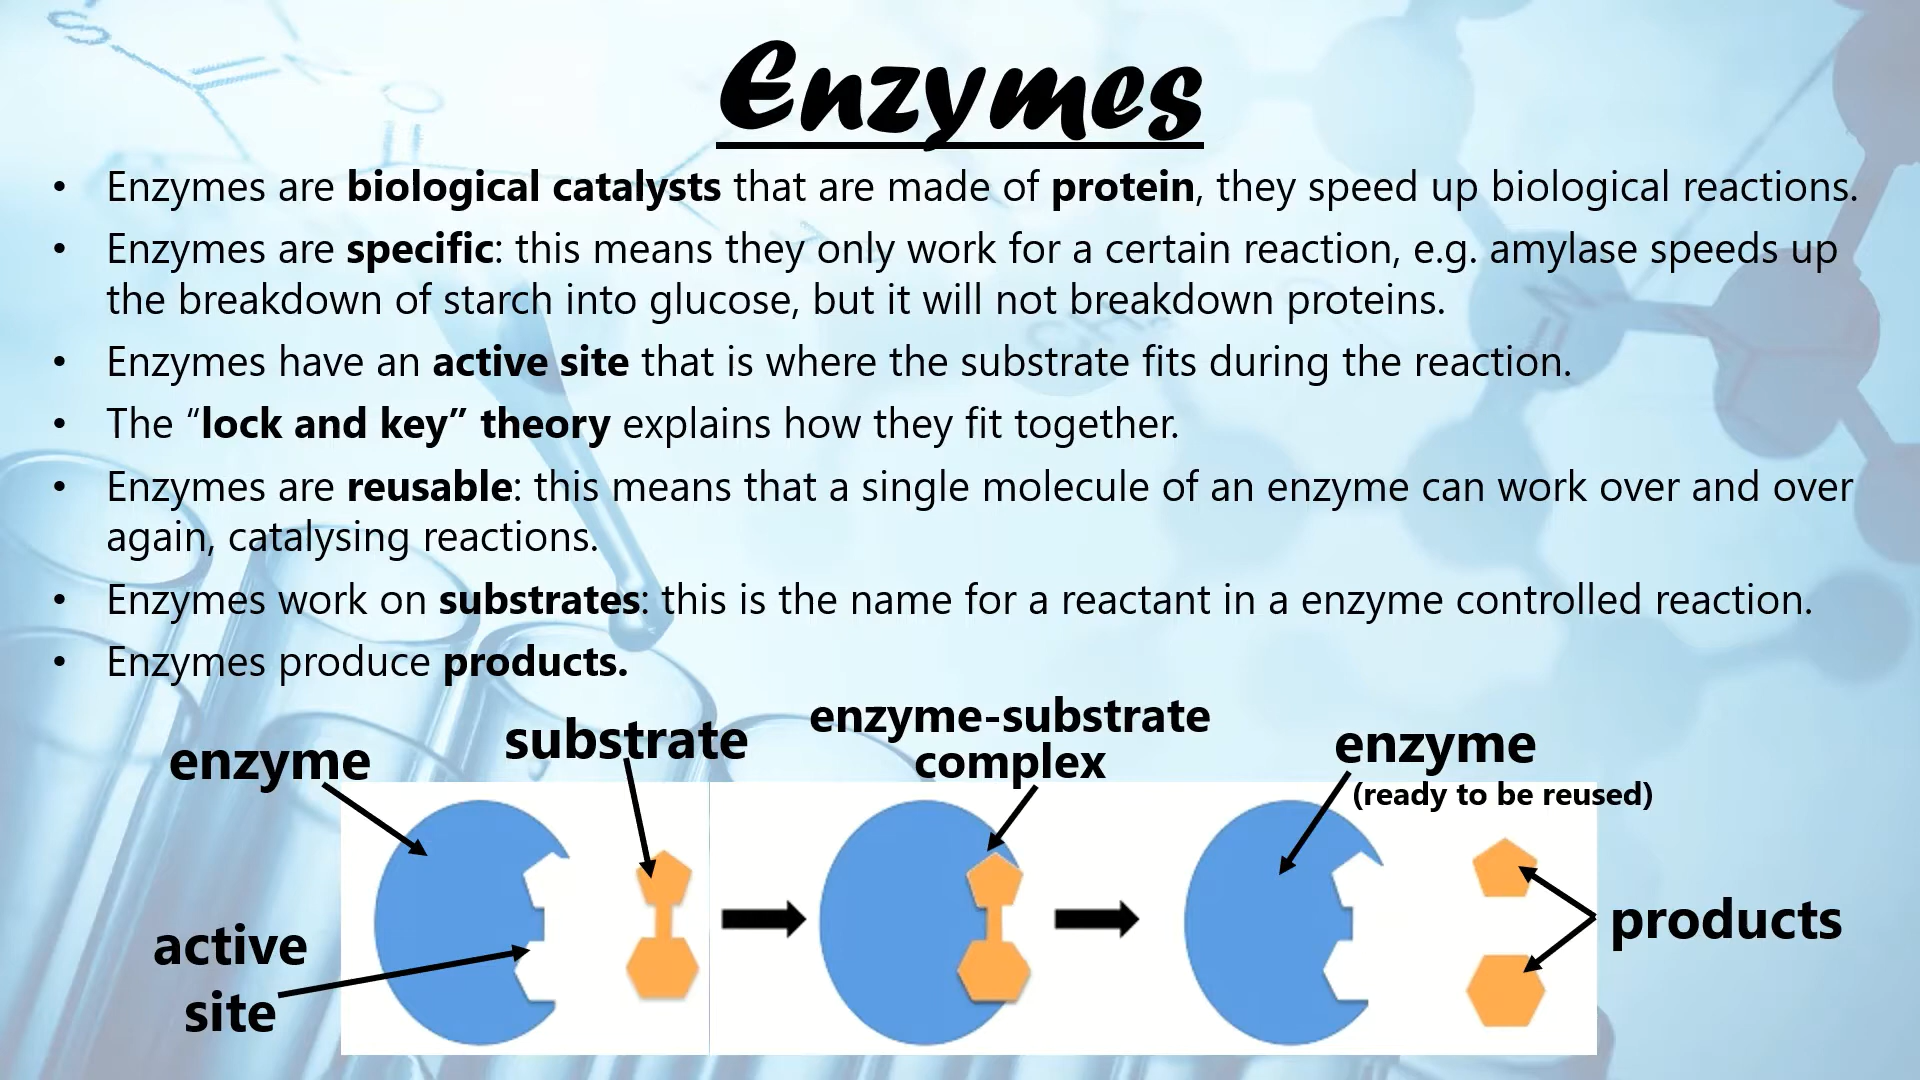 Enzymes
• Enzymes are biological catalysts that are made of protein, they speed up biological reactions.
• Enzymes are specific: this means they only work for a certain reaction, e.g. amylase speeds up
the breakdown of starch into glucose, but it will not breakdown proteins.
• Enzymes have an active site that is where the substrate fits during the reaction.
• The “lock and key” theory explains how they fit together.
• Enzymes are reusable: this means that a single molecule of an enzyme can work over and over
again, catalysing reactions.
• Enzymes work on substrates: this is the name for a reactant in a enzyme controlled reaction.
• Enzymes produce products.
enzyme
substrate
enzyme-substrate
complex
enzyme
(ready to be reused)
active
site
products